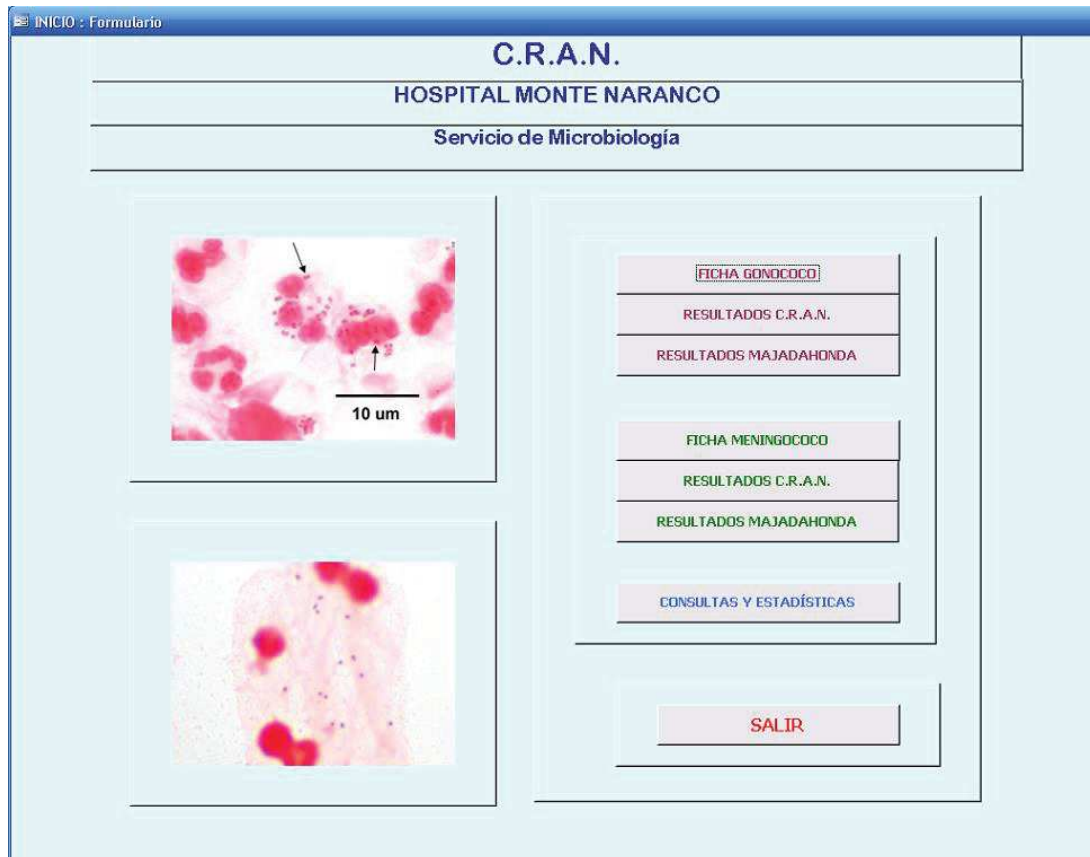 INICIO : Formulario
C.R.A.N.
HOSPITAL MONTE NARANCO
Servicio de Microbiología
10 um
FICHA GONOCOCO
RESULTADOS C.R.A.N.
RESULTADOS MAJADAHONDA
FICHA MENINGOCOCO
RESULTADOS C.R.A.N.
RESULTADOS MAJADAHONDA
CONSULTAS Y ESTADÍSTICAS
SALIR